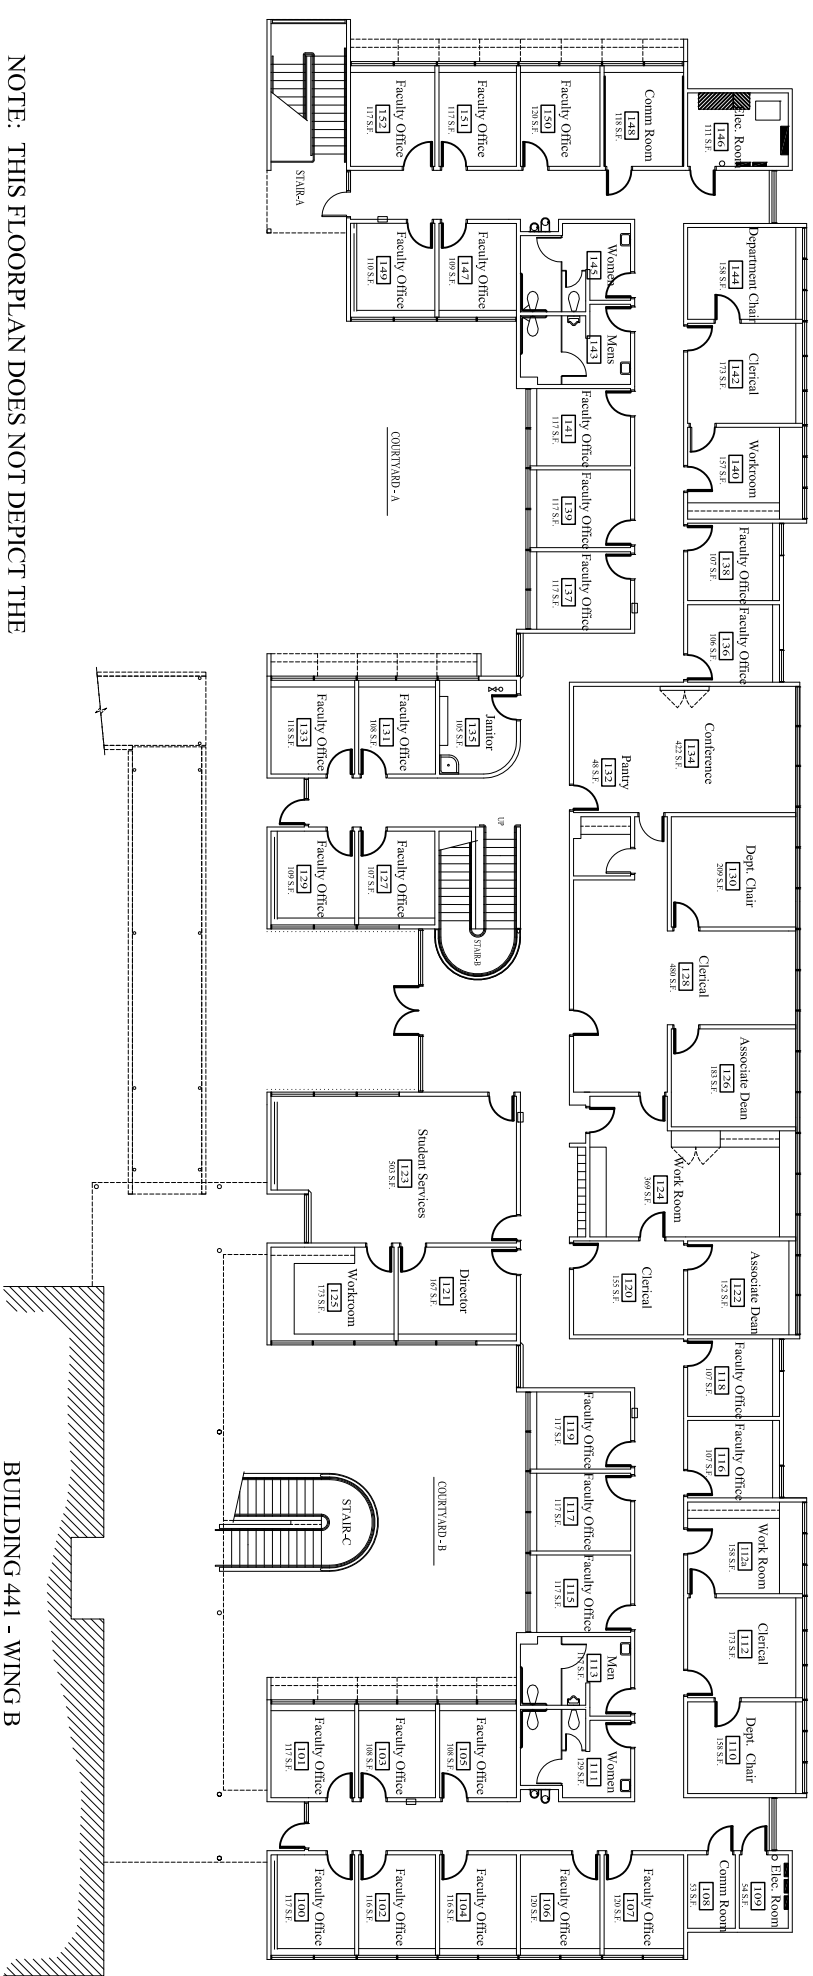 NOTE: THIS FLOORPLAN DOES NOT DEPICT THE
BUILDING 441 - WING B
STAIR-A
Faculty Office
152
117 S.F.
Faculty Office
151
117 S.F.
Faculty Office
150
120 S.F.
Comm Room
148
118 S.F.
Elec. Room
146
111 S.F.
Faculty Office
149
110 S.F.
Faculty Office
147
109 S.F.
Women
145
Mens
143
Department Chair
144
158 S.F.
Clerical
142
173 S.F.
Workroom
140
157 S.F.
Faculty Office
141
117 S.F.
Faculty Office
139
117 S.F.
Faculty Office
137
117 S.F.
Faculty Office
138
107 S.F.
Faculty Office
136
106 S.F.
COURTYARD - A
Faculty Office
133
118 S.F.
Faculty Office
131
108 S.F.
Janitor
135
105 S.F.
Pantry
132
48 S.F.
Conference
134
422 S.F.
Faculty Office
129
109 S.F.
Faculty Office
127
107 S.F.
UP
STAIR-B
Dept. Chair
130
209 S.F.
Clerical
128
480 S.F.
Associate Dean
126
183 S.F.
Student Services
123
503 S.F.
Work Room
124
369 S.F.
Workroom
125
173 S.F.
Director
121
167 S.F.
Clerical
120
155 S.F.
Associate Dean
122
152 S.F.
Faculty Office
118
107 S.F.
Faculty Office
116
107 S.F.
Faculty Office
119
117 S.F.
Faculty Office
117
117 S.F.
Faculty Office
115
117 S.F.
COURTYARD - B
STAIR-C
Work Room
112a
158 S.F.
Clerical
112
173 S.F.
Dept. Chair
110
158 S.F.
Men
113
117 S.F.
Women
111
129 S.F.
Faculty Office
101
117 S.F.
Faculty Office
103
108 S.F.
Faculty Office
105
108 S.F.
Faculty Office
100
117 S.F.
Faculty Office
102
116 S.F.
Faculty Office
104
116 S.F.
Faculty Office
106
120 S.F.
Faculty Office
107
120 S.F.
Comm Room
108
53 S.F.
Elec. Room
109
54 S.F.